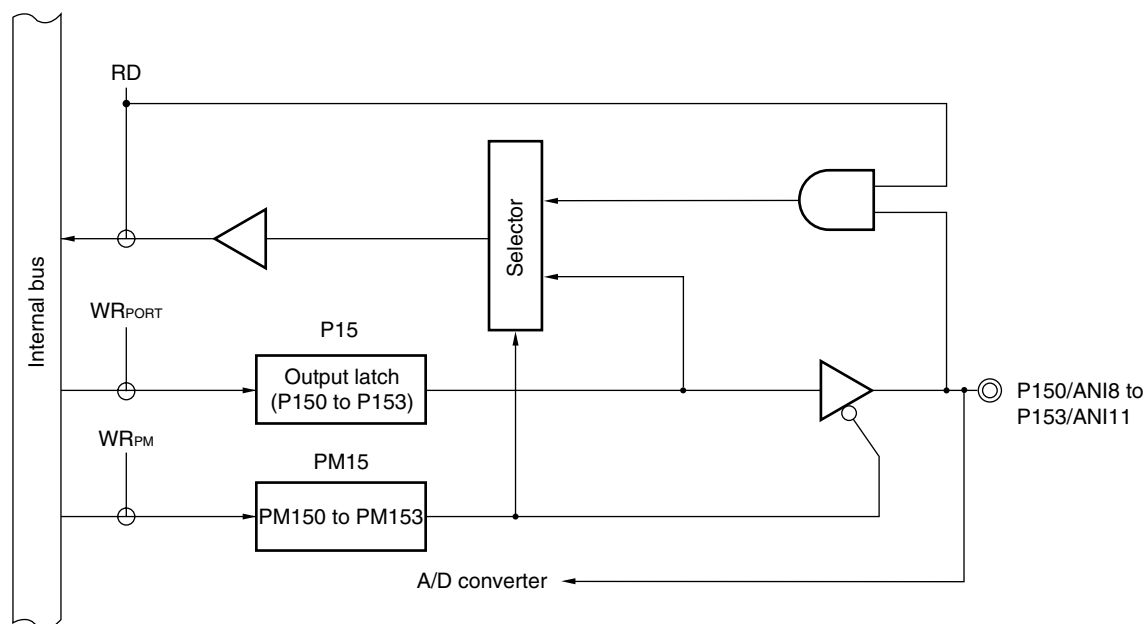 RD
Selector
Internal bus
WRPORT
P15
Output latch
(P150 to P153)
P150/ANI8 to
P153/ANI11
WRPM
PM15
PM150 to PM153
A/D converter